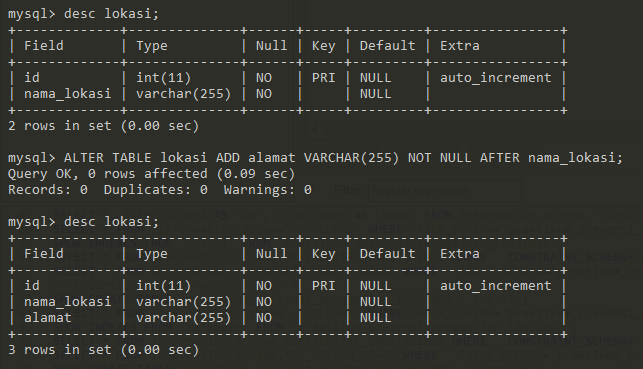 mysql> desc lokasi;
+-------------+--------------+------+-----+---------+----------------+
| Field       | Type         | Null | Key | Default | Extra          |
+-------------+--------------+------+-----+---------+----------------+
| id          | int(11)      | NO   | PRI | NULL    | auto_increment |
| nama_lokasi | varchar(255) | NO   |     | NULL    |                |
+-------------+--------------+------+-----+---------+----------------+
2 rows in set (0.00 sec)
mysql> ALTER TABLE lokasi ADD alamat VARCHAR(255) NOT NULL AFTER nama_lokasi;
Query OK, 0 rows affected (0.09 sec)
Records: 0  Duplicates: 0  Warnings: 0
mysql> desc lokasi;
+-------------+--------------+------+-----+---------+----------------+
| Field       | Type         | Null | Key | Default | Extra          |
+-------------+--------------+------+-----+---------+----------------+
| id          | int(11)      | NO   | PRI | NULL    | auto_increment |
| nama_lokasi | varchar(255) | NO   |     | NULL    |                |
| alamat      | varchar(255) | NO   |     | NULL    |                |
+-------------+--------------+------+-----+---------+----------------+
3 rows in set (0.00 sec)